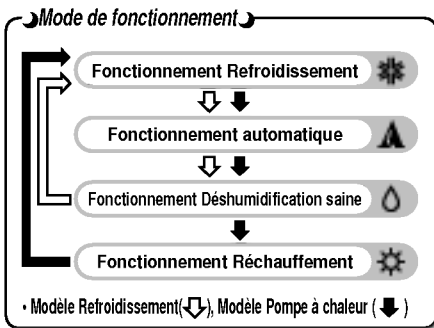 Mode de fonctionnement
Fonctionnement Refroidissement
Fonctionnement automatique
Fonctionnement Déshumidification saine
Fonctionnement Réchauffement
• Modèle Refroidissement(), Modèle Pompe à chaleur ( )